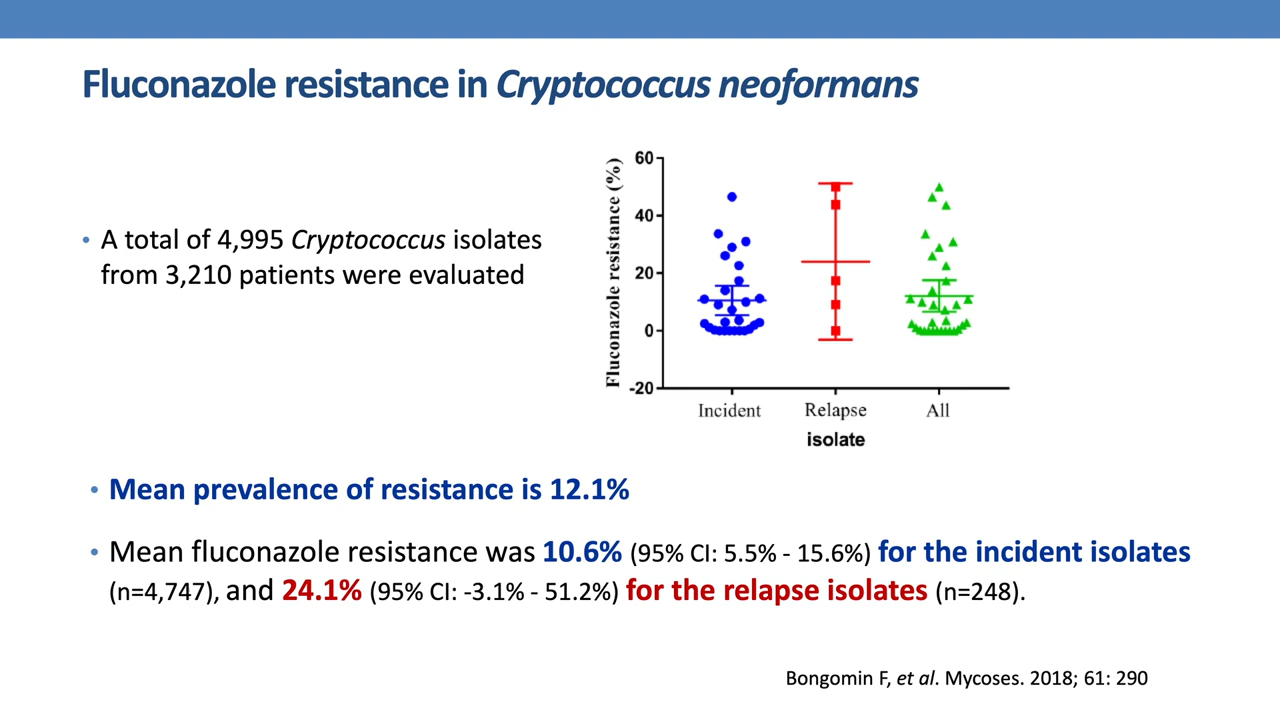 Fluconazole resistance in Cryptococcus neoformans
• A total of 4,995 Cryptococcus isolates
from 3,210 patients were evaluated
Fluconazole resistance (%)
60
40
20
0
-20
Incident Relapse All
isolate
• Mean prevalence of resistance is 12.1%
• Mean fluconazole resistance was 10.6% (95% CI: 5.5% - 15.6%) for the incident isolates
(n=4,747), and 24.1% (95% CI: -3.1% - 51.2%) for the relapse isolates (n=248).
Bongomin F, et al. Mycoses. 2018; 61: 290